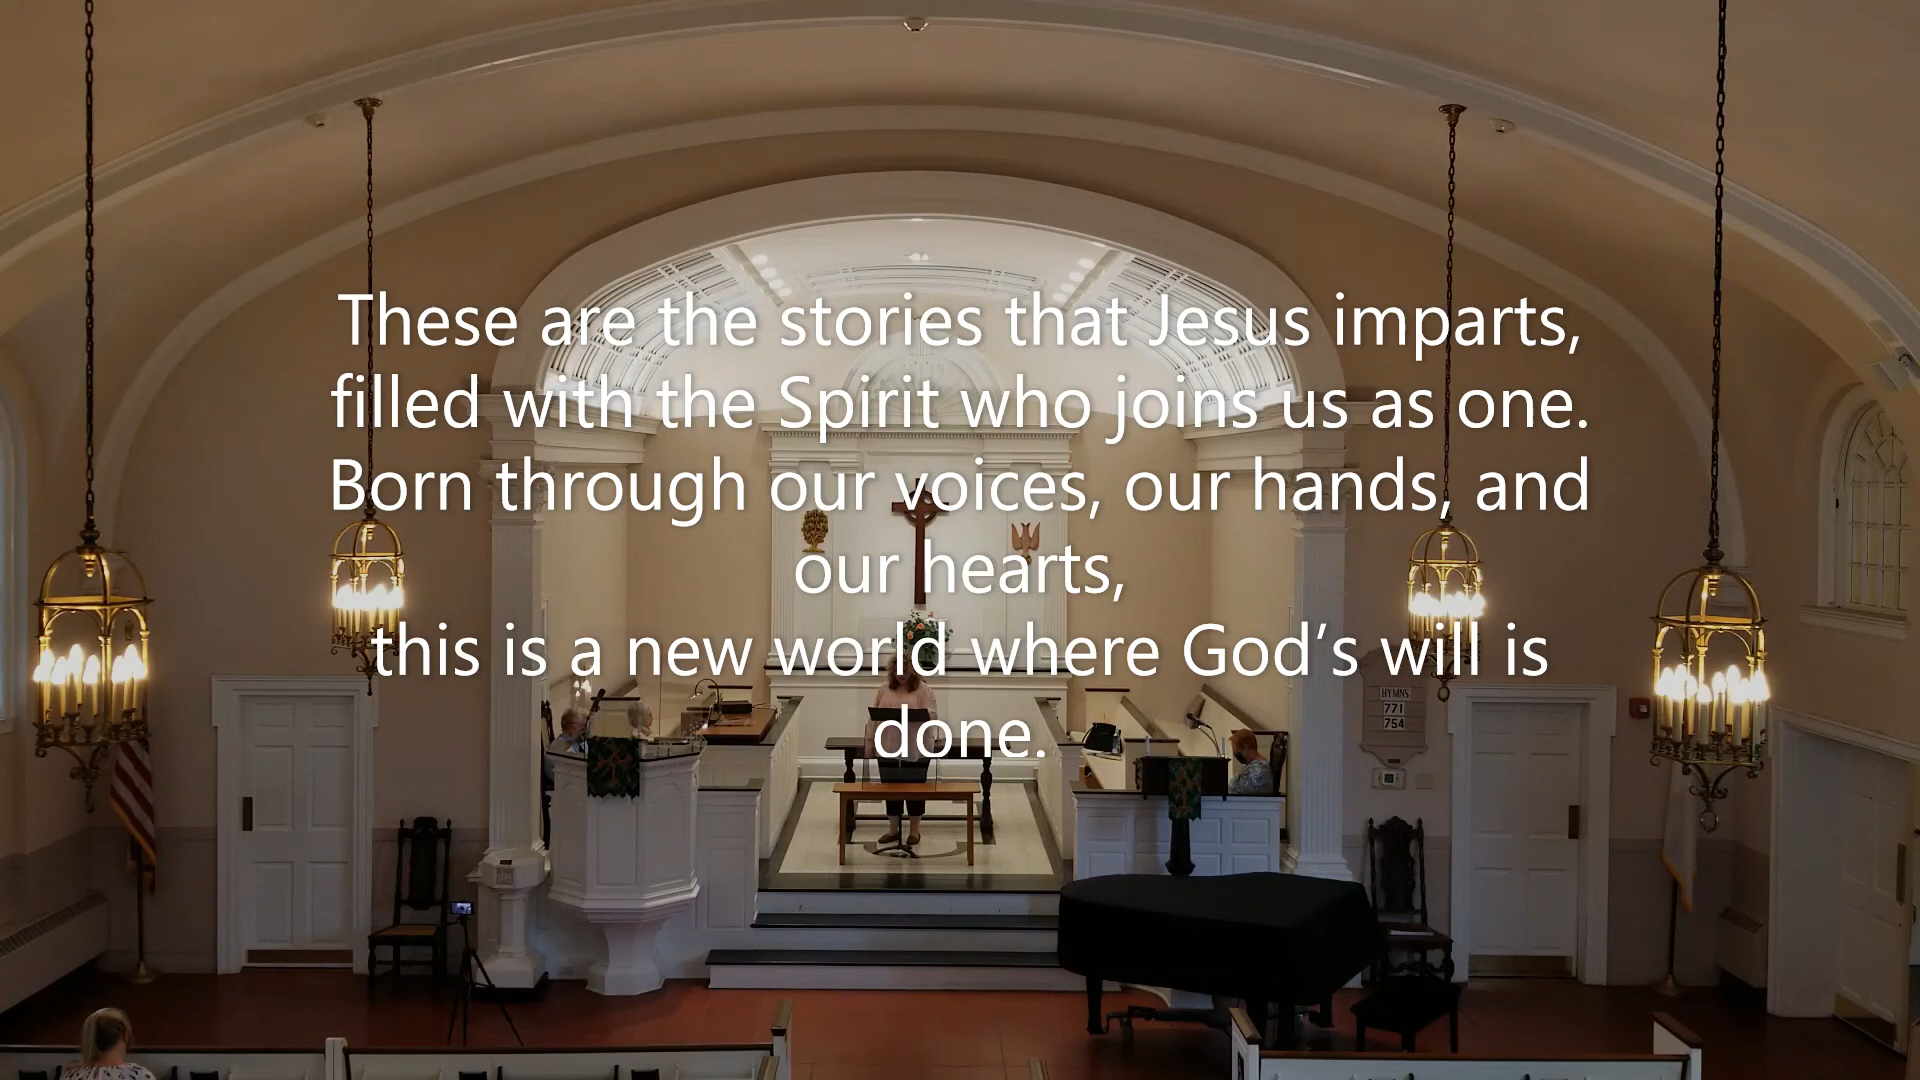 These are the stories that Jesus imparts,
filled with the Spirit who joins us as one.
Born through our voices, our hands, and
our hearts,
this is a new world where God’s will is
done.
HYMNS
771
754